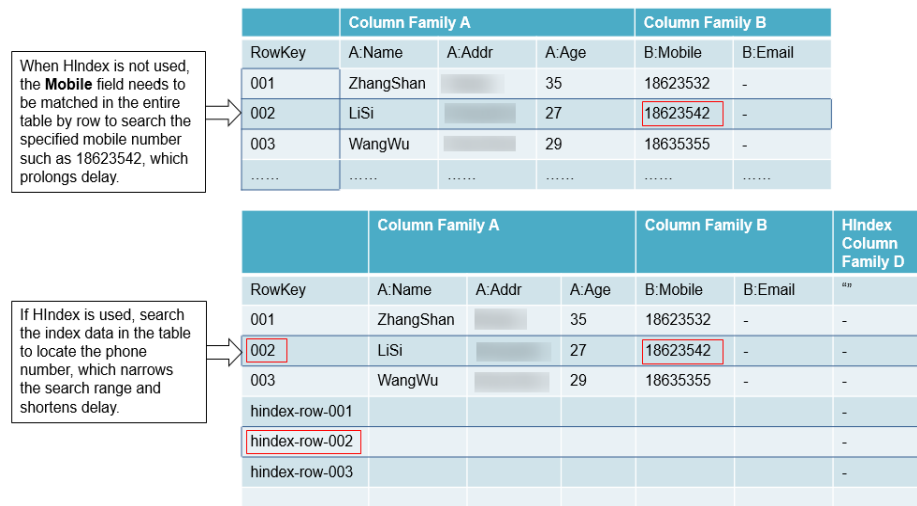 Column Family A Column Family B
RowKey A:Name A:Addr A:Age B:Mobile B:Email
001 ZhangShan 35 18623532 -
002 LiSi 27 18623542 -
003 WangWu 29 18635355 -
…… …… …… …… …… ……
When HIndex is not used,
the Mobile field needs to
be matched in the entire
table by row to search the
specified mobile number
such as 18623542, which
prolongs delay.
Column Family A Column Family B HIndex
Column
Family D
RowKey A:Name A:Addr A:Age B:Mobile B:Email “”
001 ZhangShan 35 18623532 - -
002 LiSi 27 18623542 - -
003 WangWu 29 18635355 - -
hindex-row-001 -
hindex-row-002 -
hindex-row-003 -
If HIndex is used, search
the index data in the table
to locate the phone
number, which narrows
the search range and
shortens delay.